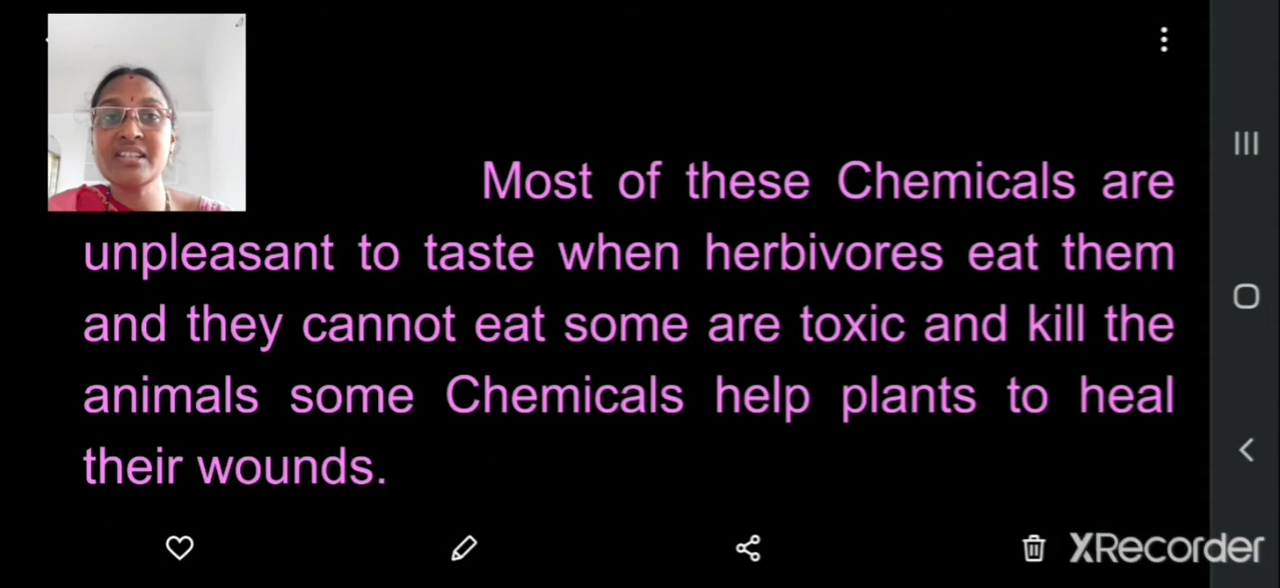 Most of these Chemicals are
unpleasant to taste when herbivores eat them
and they cannot eat some are toxic and kill the
animals some Chemicals help plants to heal
their wounds.
XRecorder